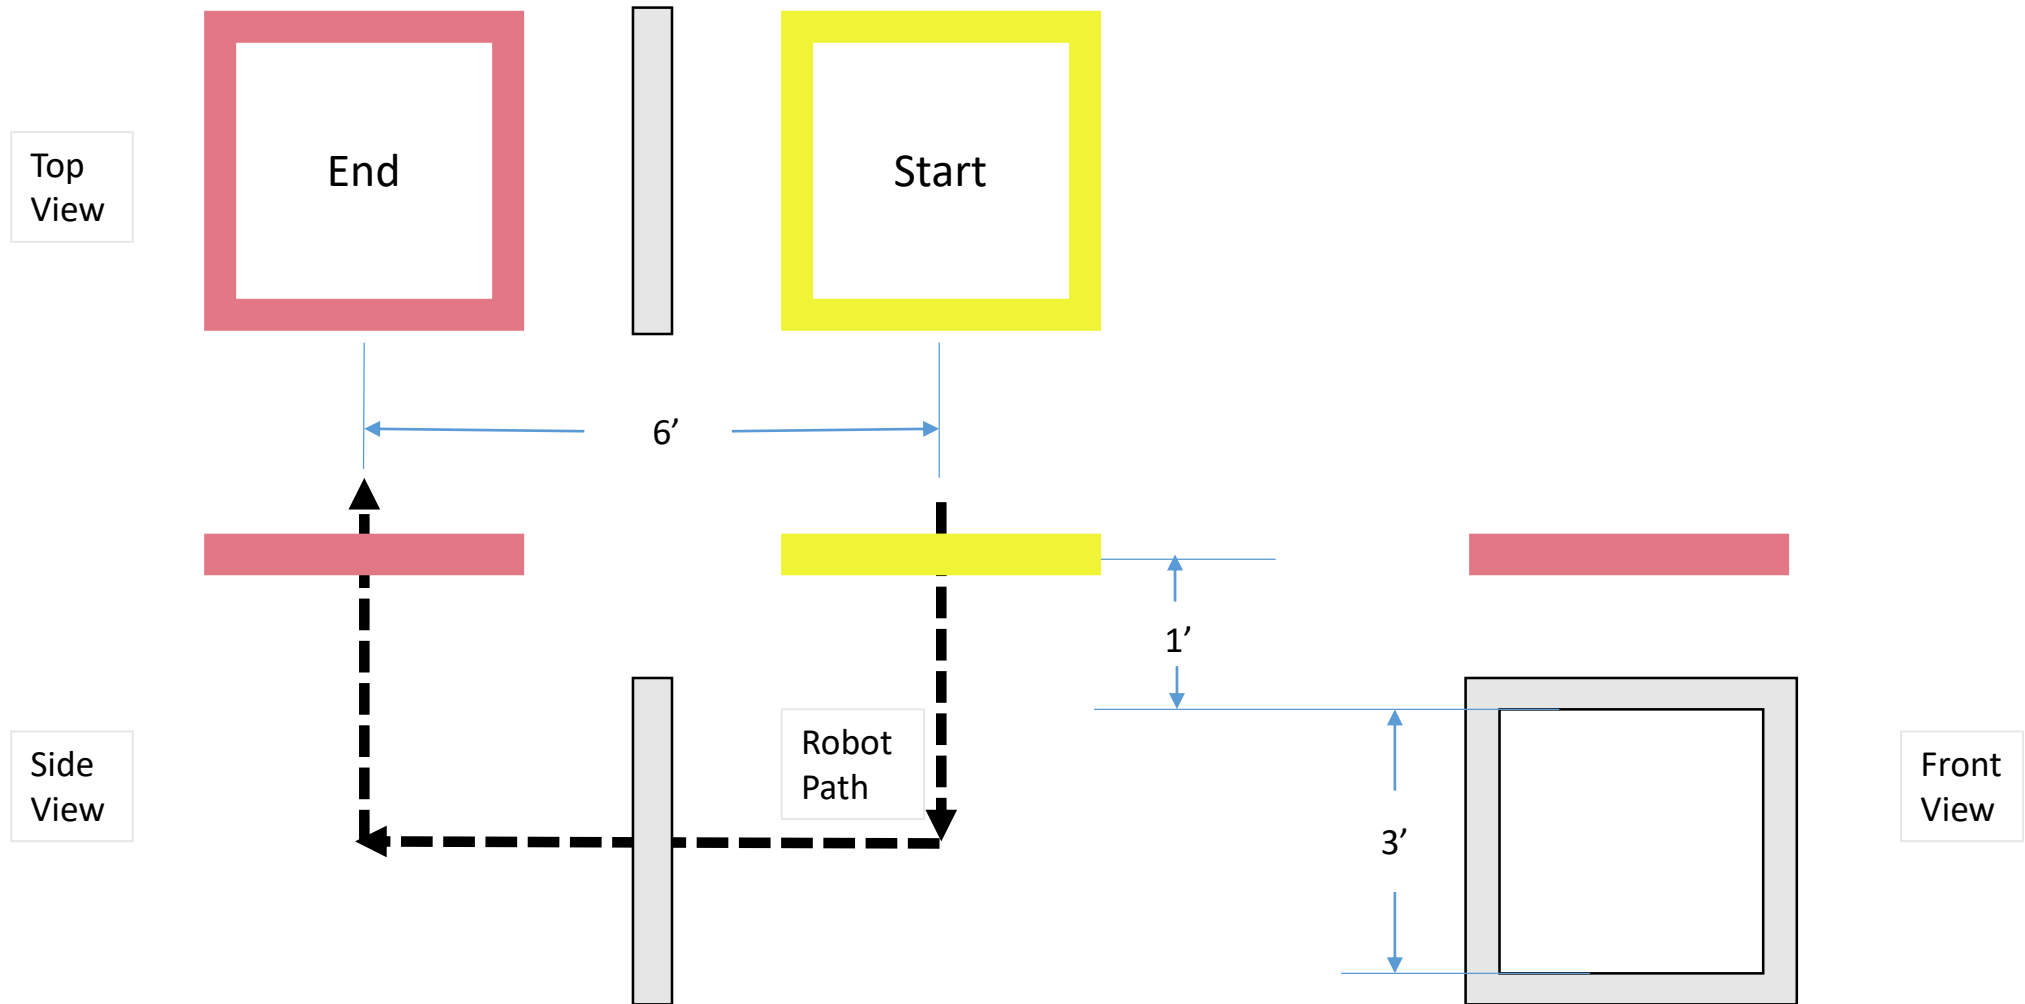 Top
View
End
Start
6’
1’
Side
View
Robot
Path
3’
Front
View